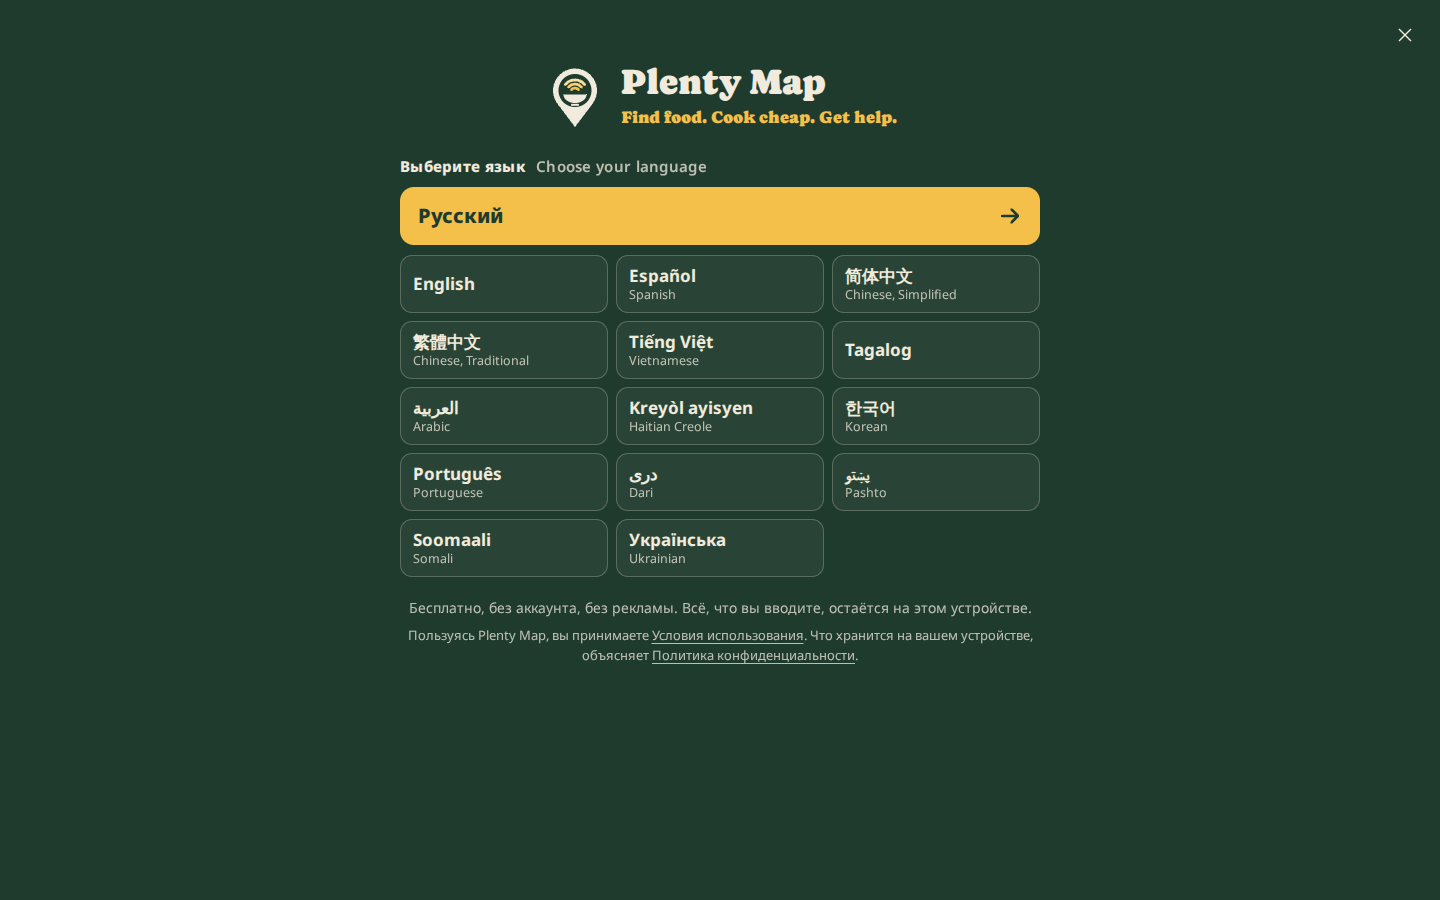 Plenty Map
Find food. Cook cheap. Get help.
Выберите язык Choose your language
Русский
English
Español
Spanish
简体中文
Chinese, Simplified
繁體中文
Chinese, Traditional
Tiếng Việt
Vietnamese
Tagalog
العربية
Arabic
Kreyòl ayisyen
Haitian Creole
한국어
Korean
Português
Portuguese
دری
Dari
پښتو
Pashto
Soomaali
Somali
Українська
Ukrainian
Бесплатно, без аккаунта, без рекламы. Всё, что вы вводите, остаётся на этом устройстве.
Пользуясь Plenty Map, вы принимаете Условия использования. Что хранится на вашем устройстве,
объясняет Политика конфиденциальности.